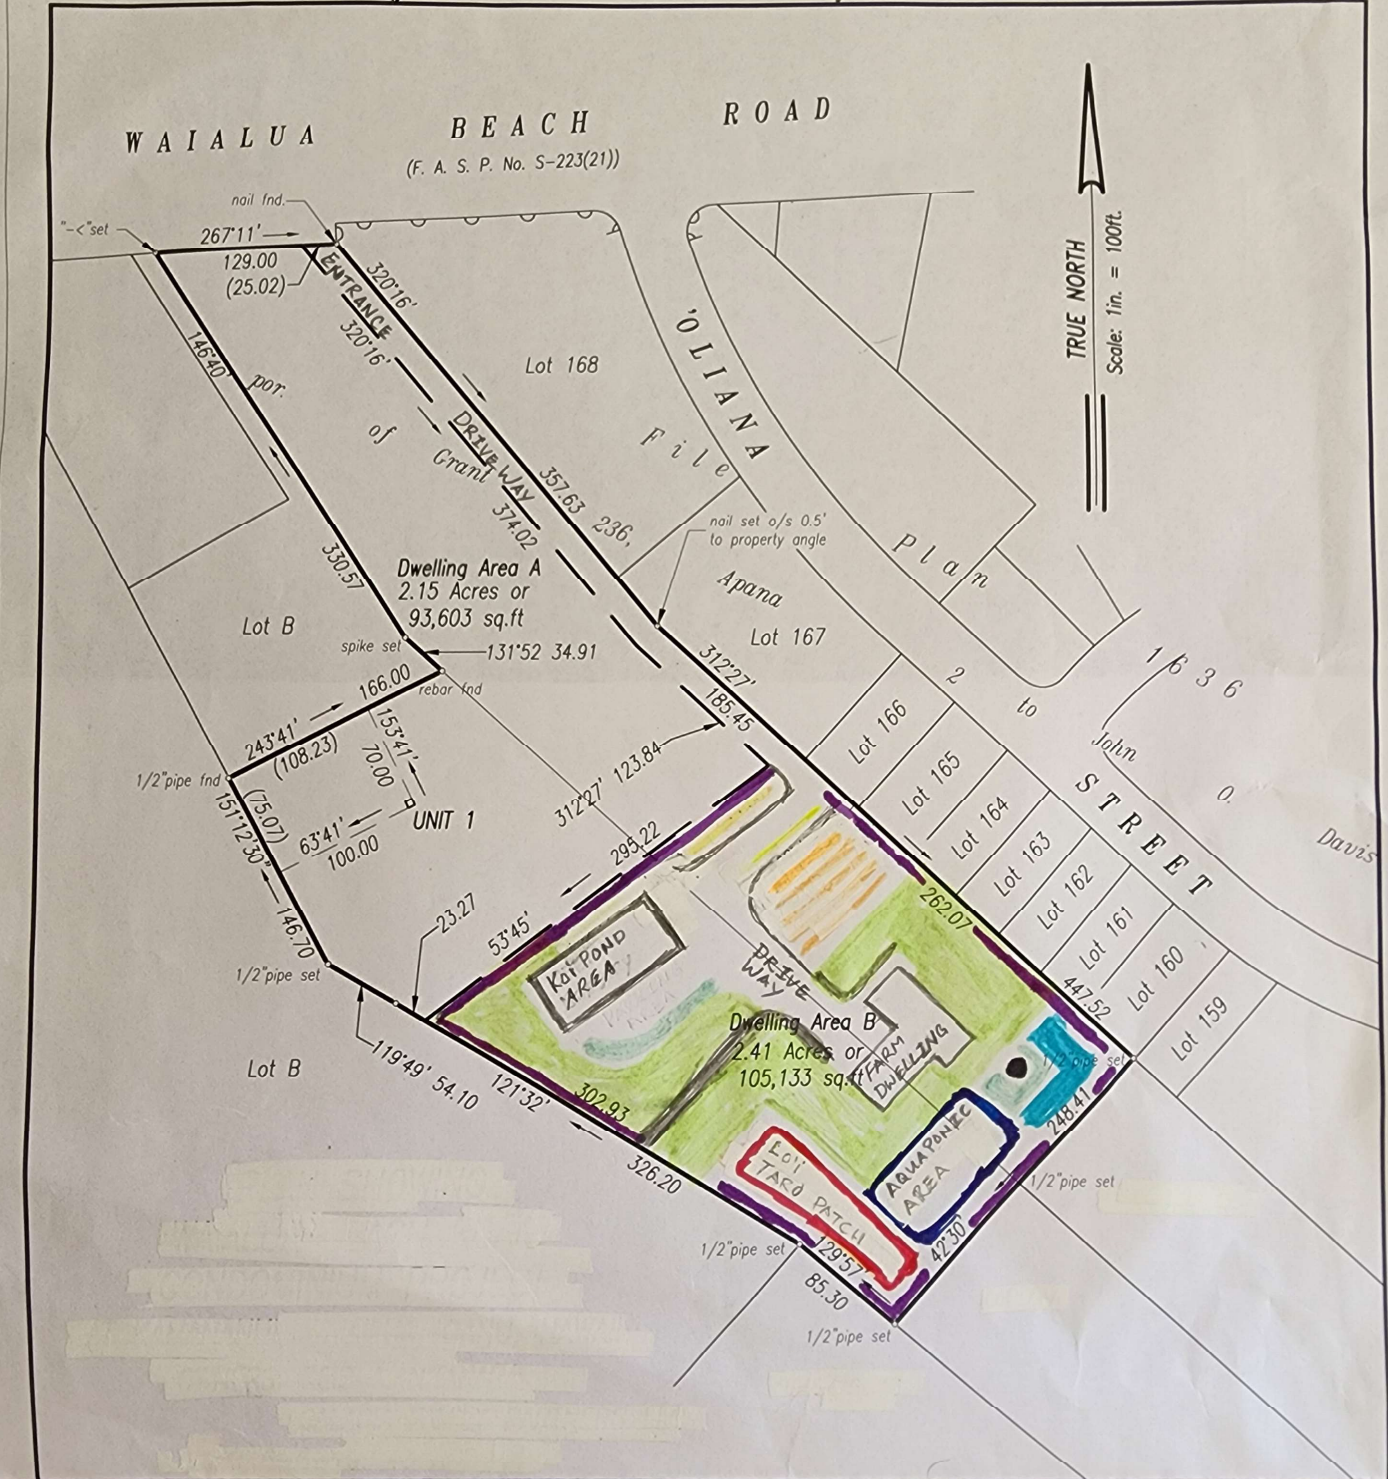 WAIALUA BEACH ROAD
(F. A. S. P. No. S-223(21))
nail fnd.
"-<"set
267°11'
129.00
(25.02)
ENTRANCE
320°16'
320°16'
TRUE NORTH
Scale: 1in. = 100ft.
146°40'
por.
of
Grant
Lot 168
'OLIANA
File
DRIVE WAY
357.63
374.02
236,
nail set o/s 0.5'
to property angle
Plan
330.57
Dwelling Area A
2.15 Acres or
93,603 sq.ft
Apana
Lot 167
Lot B
spike set
131°52 34.91
166.00
rebar fnd
312°27'
185.45
2
to
1636
243°41'
(108.23)
153°41'
70.00
312°27' 123.84
Lot 166
John
O.
Davis
1/2"pipe fnd
(75.07)
151°12'30"
63°41'
100.00
UNIT 1
295.22
Lot 165
STREET
Lot 164
Lot 163
Lot 162
Lot 161
Lot 160
Lot 159
262.07
447.52
146.70
23.27
53°45'
1/2"pipe set
KOi POND
AREA
DRIVE
WAY
Dwelling Area B
2.41 Acres or
105,133 sq.ft
FARM
DWELLING
1/2"pipe set
Lot B
119°49' 54.10
121°32'
302.93
248.41
AQUAPONIC
AREA
LO'i
TARO PATCH
326.20
1/2"pipe set
1/2"pipe set
129°57'
42°30'
85.30
1/2"pipe set